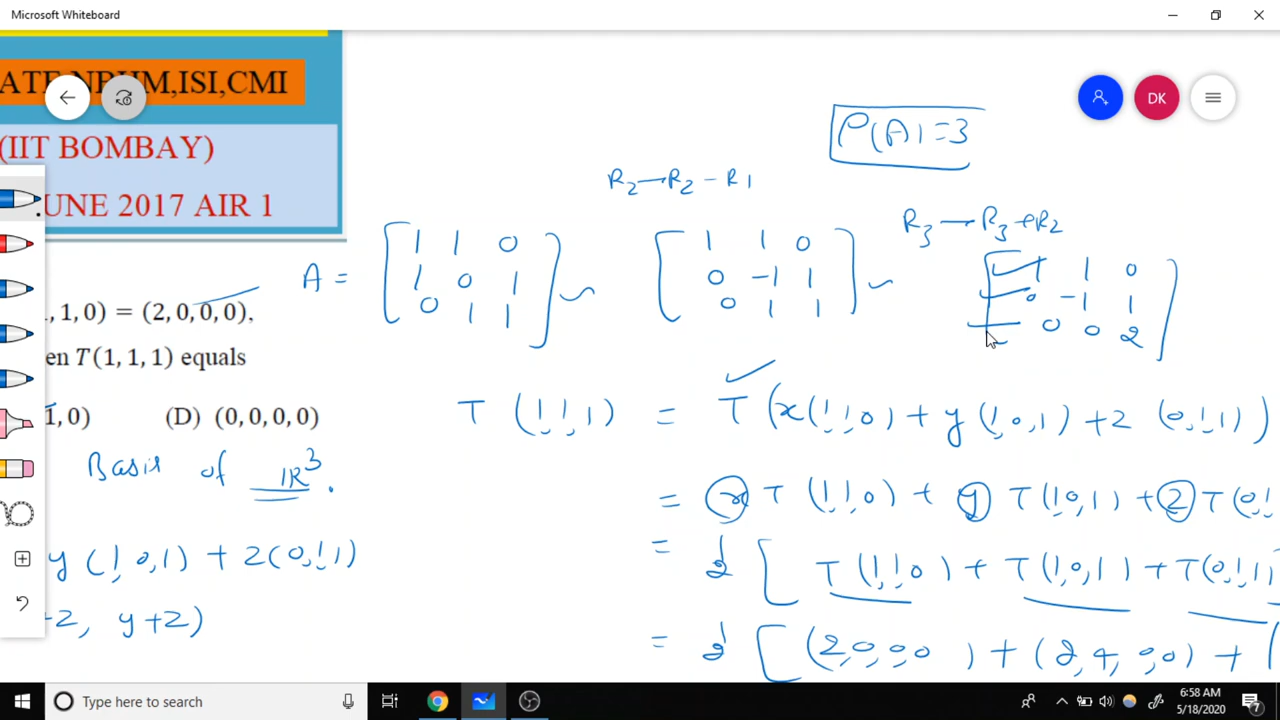 Microsoft Whiteboard
ATE,NBHM,ISI,CMI
(IIT BOMBAY)
.UNE 2017 AIR 1
DK
ρ(A) = 3
R2 → R2 - R1
R3 → R3 + R2
A = [ 1 1 0
1 0 1
0 1 1 ] ~
[ 1 1 0
0 -1 1
0 1 1 ] ~
[ 1 1 0
0 -1 1
0 0 2 ]
, 1, 0) = (2, 0, 0, 0),
en T(1, 1, 1) equals
1, 0) (D) (0, 0, 0, 0)
Basis of IR^3.
y (1,0,1) + z(0,1,1)
+z, y+z)
T (1,1,1) = T (x(1,1,0) + y (1,0,1) + z (0,1,1))
= x T (1,1,0) + y T (1,0,1) + z T(0,1
= 1/2 [ T (1,1,0) + T (1,0,1) + T(0,1,1)
= 1/2 [ (2,0,0,0) + (2,4,0,0) + (
Type here to search
6:58 AM
5/18/2020
7